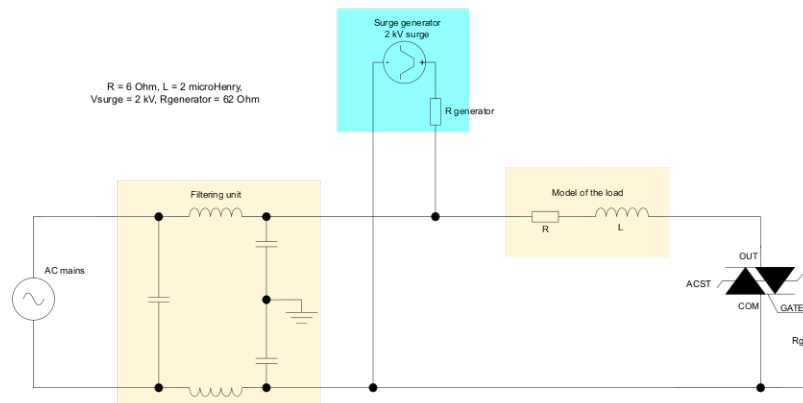 Surge generator
2 kV surge
R = 6 Ohm, L = 2 microHenry,
Vsurge = 2 kV, Rgenerator = 62 Ohm
- +
R generator
Filtering unit
Model of the load
R
L
AC mains
OUT
ACST
COM
GATE
Rg